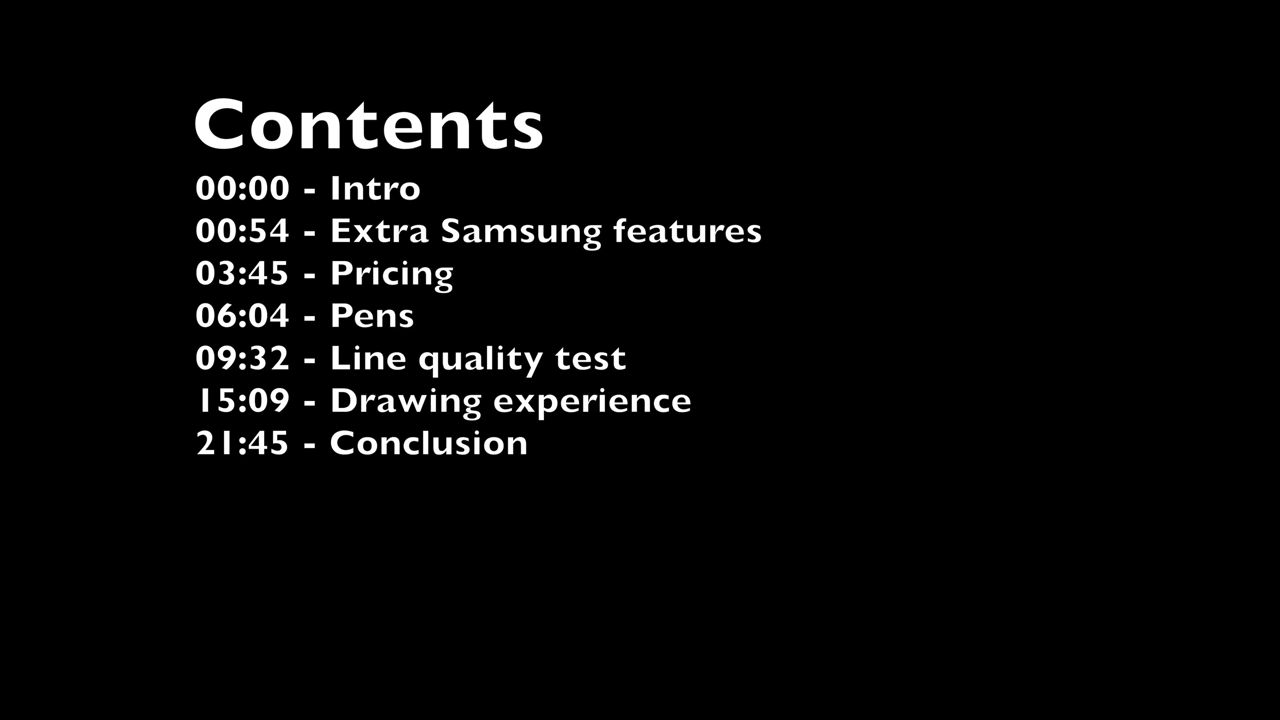 Contents
00:00 - Intro
00:54 - Extra Samsung features
03:45 - Pricing
06:04 - Pens
09:32 - Line quality test
15:09 - Drawing experience
21:45 - Conclusion